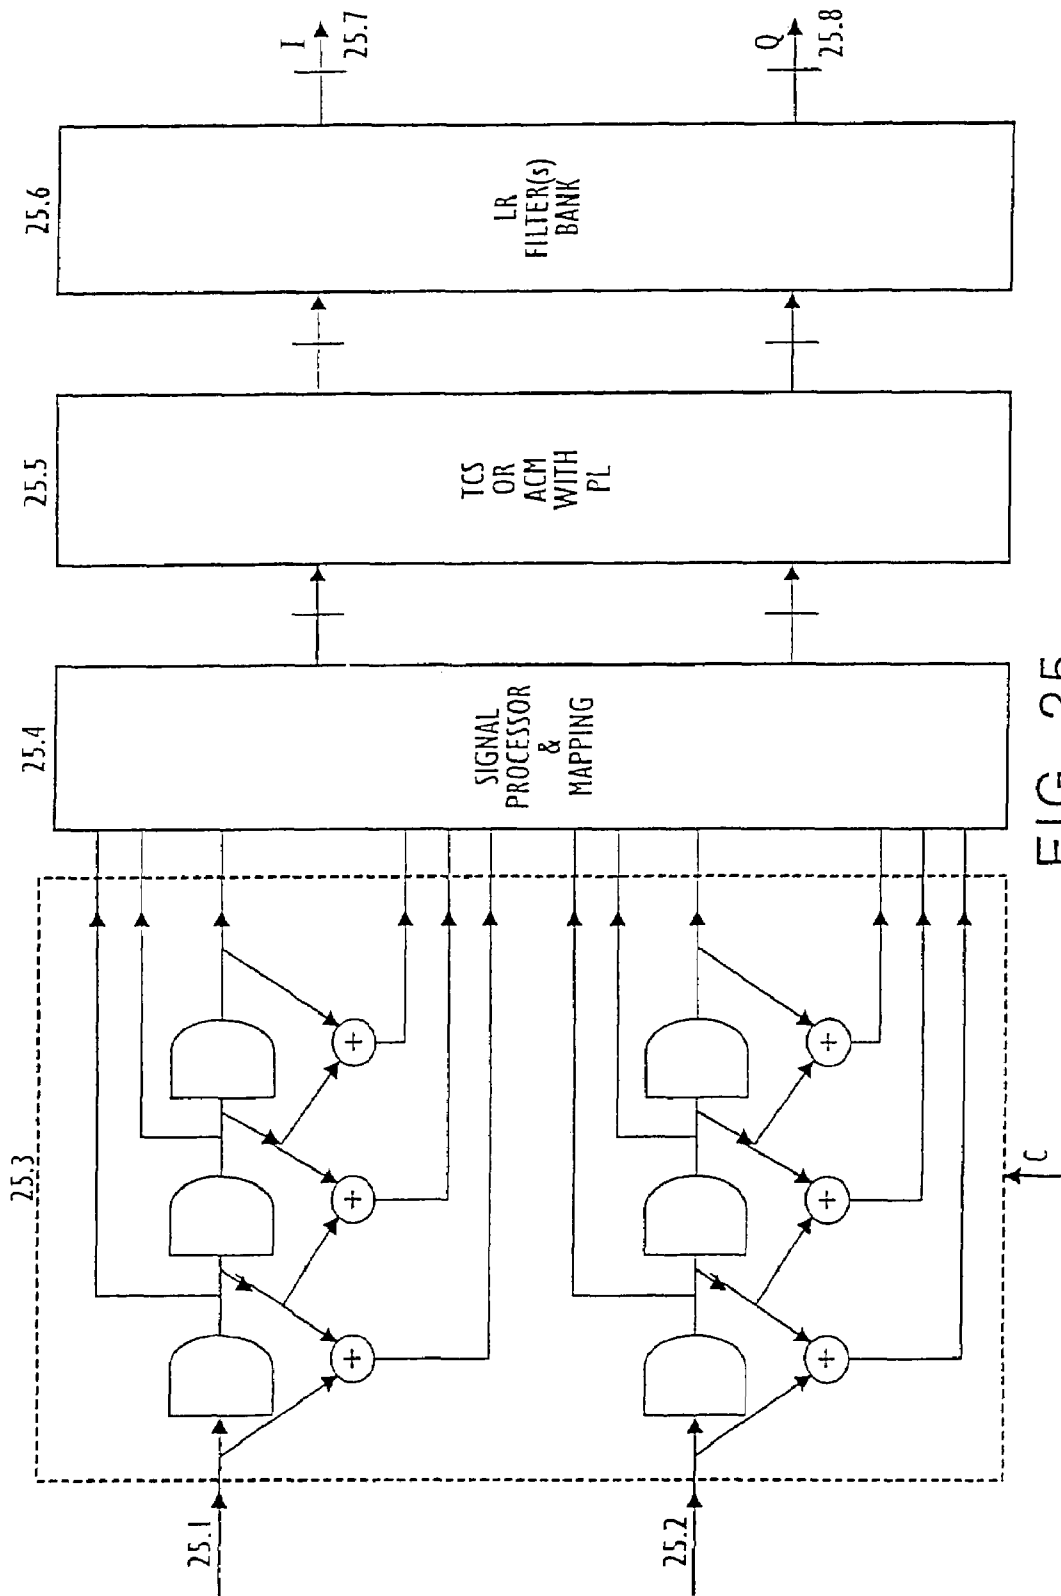 25.3
25.4
25.5
25.6
25.1
I
25.7
+
+
+
SIGNAL
PROCESSOR
&
MAPPING
TCS
OR
ACM
WITH
PL
LR
FILTER(s)
BANK
25.2
Q
25.8
+
+
+
C
FIG 25